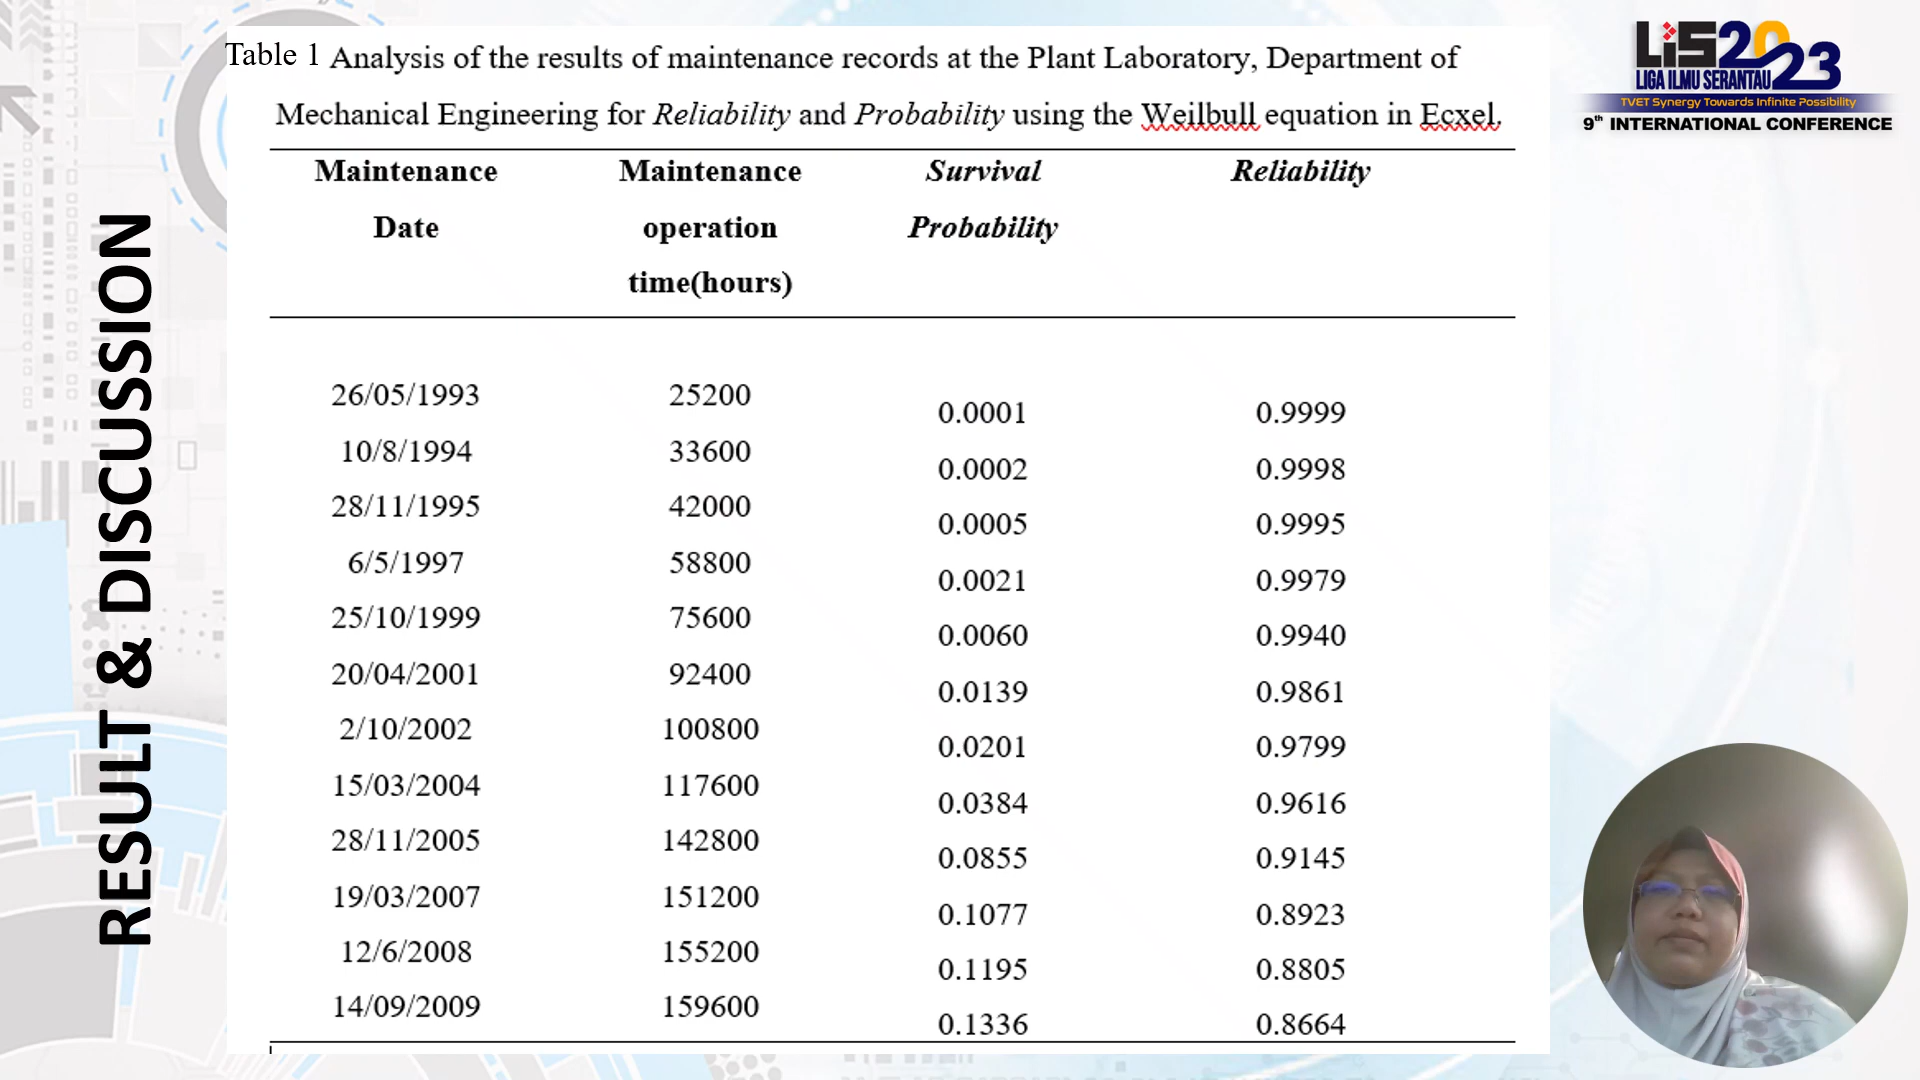 Table 1 Analysis of the results of maintenance records at the Plant Laboratory, Department of
Mechanical Engineering for Reliability and Probability using the Weilbull equation in Ecxel.
Maintenance Date Maintenance operation time(hours) Survival Probability Reliability
26/05/1993 25200 0.0001 0.9999
10/8/1994 33600 0.0002 0.9998
28/11/1995 42000 0.0005 0.9995
6/5/1997 58800 0.0021 0.9979
25/10/1999 75600 0.0060 0.9940
20/04/2001 92400 0.0139 0.9861
2/10/2002 100800 0.0201 0.9799
15/03/2004 117600 0.0384 0.9616
28/11/2005 142800 0.0855 0.9145
19/03/2007 151200 0.1077 0.8923
12/6/2008 155200 0.1195 0.8805
14/09/2009 159600 0.1336 0.8664
RESULT & DISCUSSION
LiS2023
LIGA ILMU SERANTAU
TVET Synergy Towards Infinite Possibility
9th INTERNATIONAL CONFERENCE